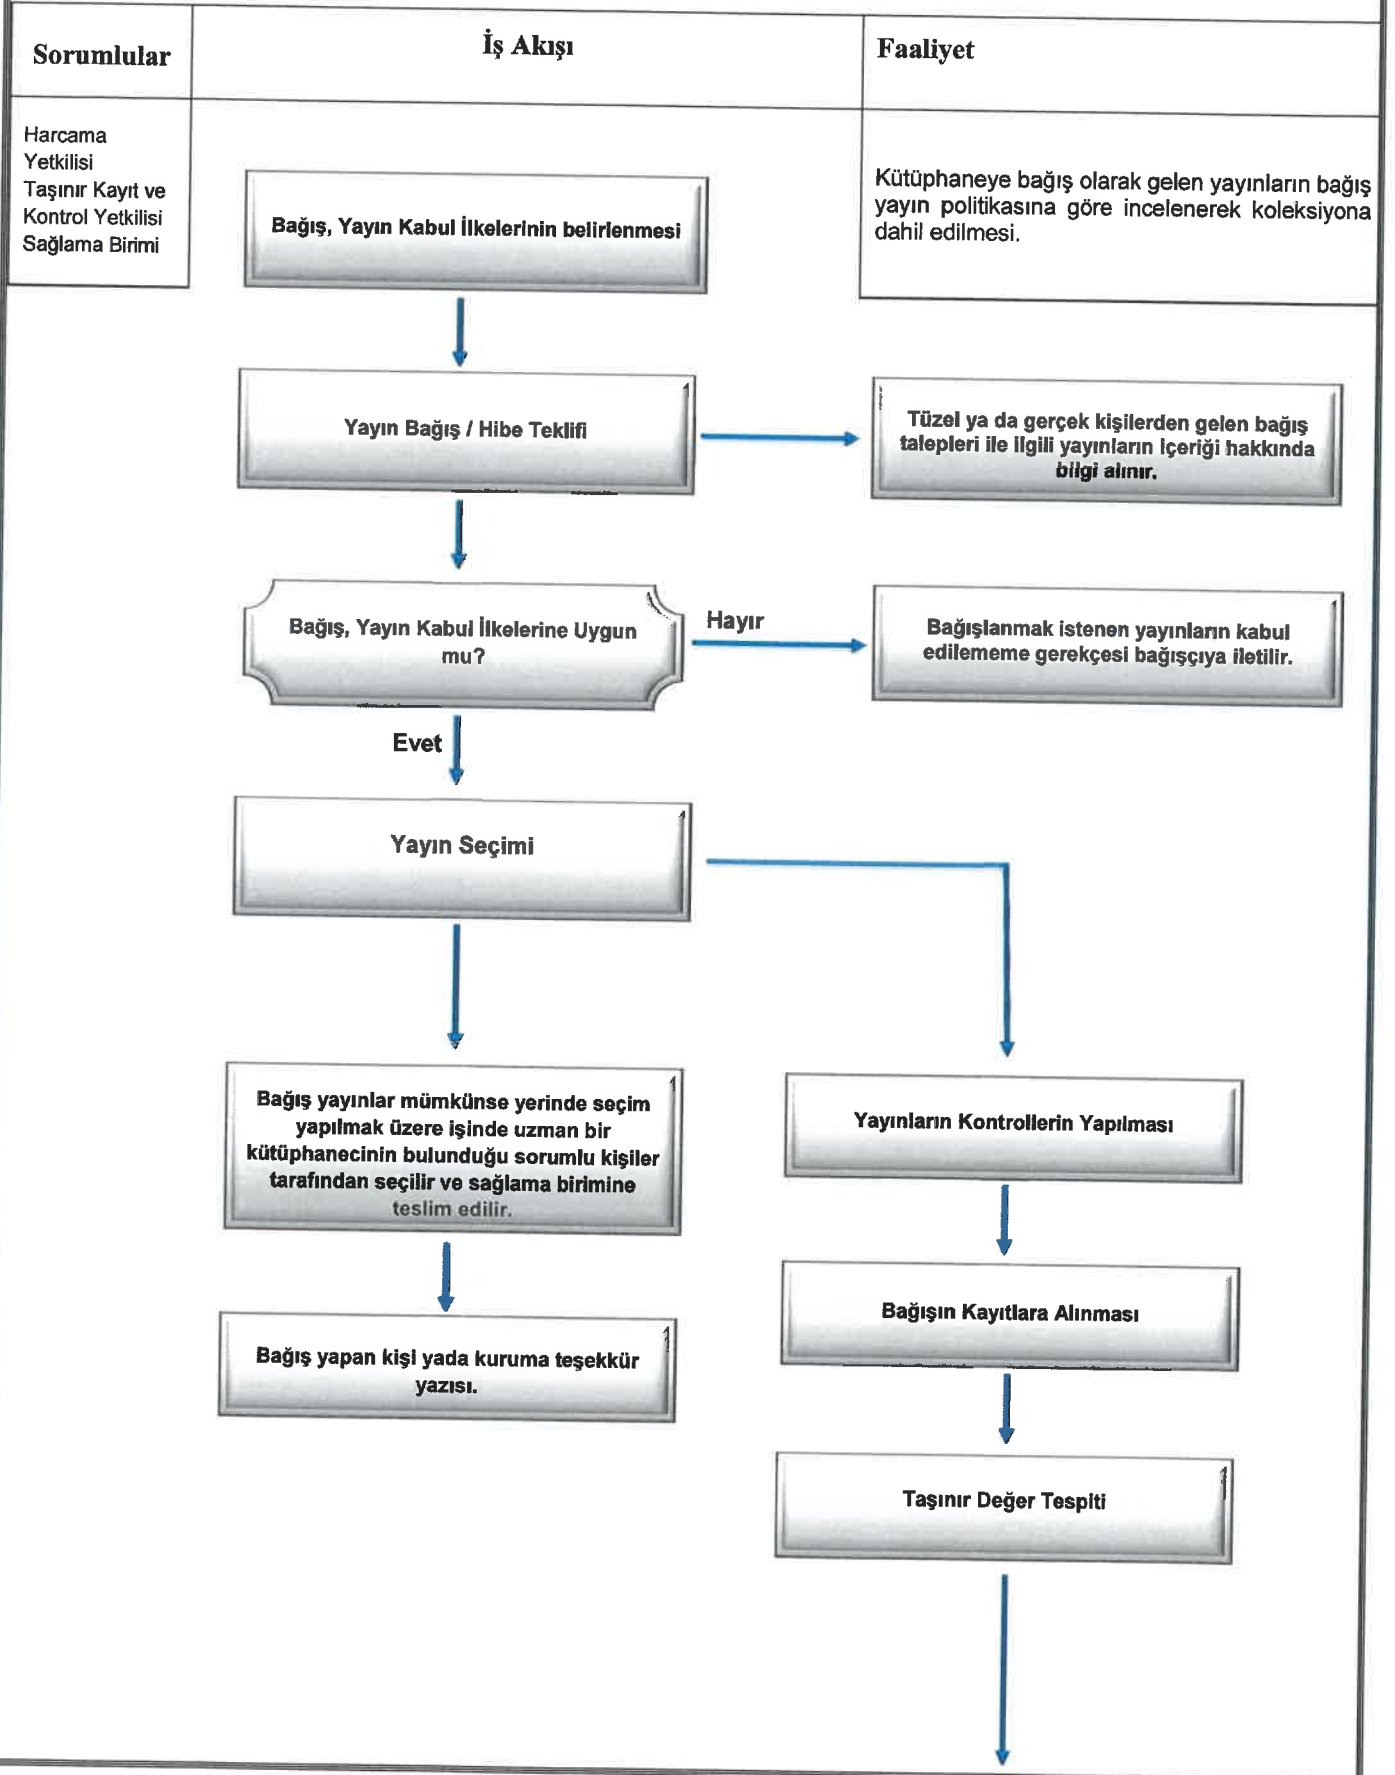 Sorumlular
İş Akışı
Faaliyet
Harcama
Yetkilisi
Taşınır Kayıt ve
Kontrol Yetkilisi
Sağlama Birimi
Kütüphaneye bağış olarak gelen yayınların bağış
yayın politikasına göre incelenerek koleksiyona
dahil edilmesi.
Bağış, Yayın Kabul İlkelerinin belirlenmesi
Yayın Bağış / Hibe Teklifi
Tüzel ya da gerçek kişilerden gelen bağış
talepleri ile ilgili yayınların içeriği hakkında
bilgi alınır.
Bağış, Yayın Kabul İlkelerine Uygun
mu?
Hayır
Bağışlanmak istenen yayınların kabul
edilememe gerekçesi bağışçıya iletilir.
Evet
Yayın Seçimi
Bağış yayınlar mümkünse yerinde seçim
yapılmak üzere işinde uzman bir
kütüphanecinin bulunduğu sorumlu kişiler
tarafından seçilir ve sağlama birimine
teslim edilir.
Yayınların Kontrollerin Yapılması
Bağışın Kayıtlara Alınması
Bağış yapan kişi yada kuruma teşekkür
yazısı.
Taşınır Değer Tespiti